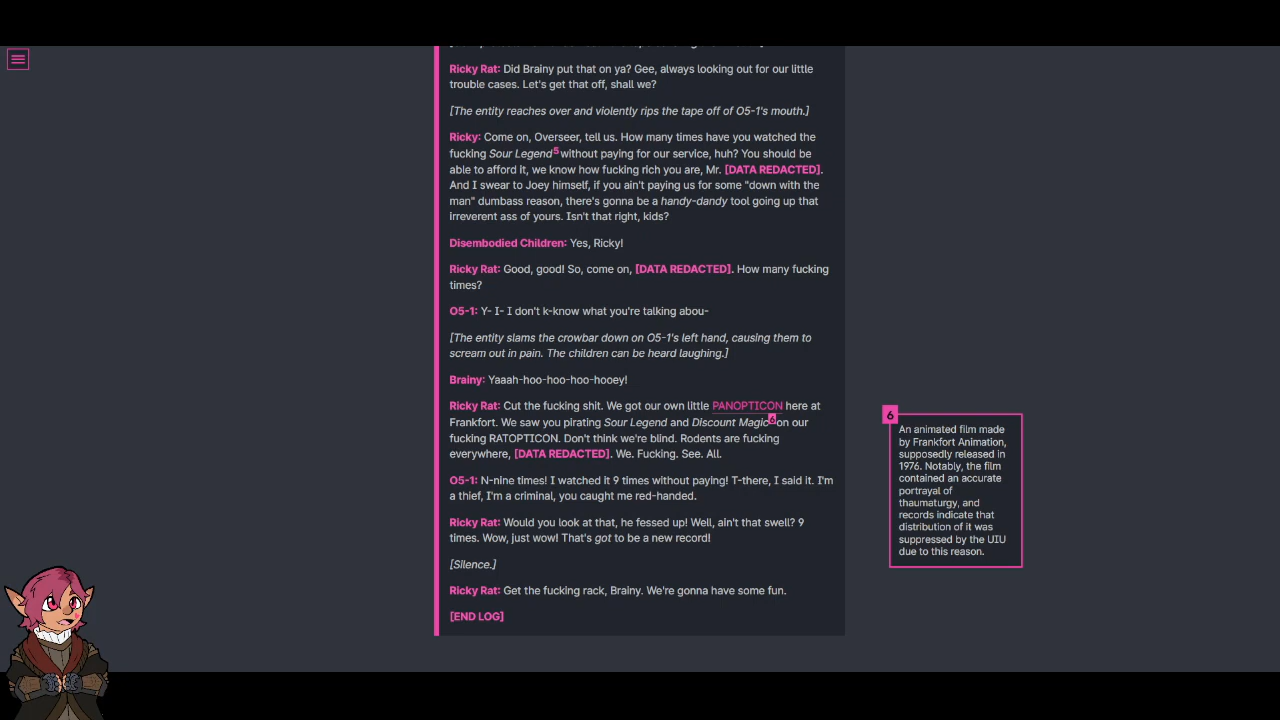 Ricky Rat: Did Brainy put that on ya? Gee, always looking out for our little
trouble cases. Let's get that off, shall we?
[The entity reaches over and violently rips the tape off of O5-1's mouth.]
Ricky: Come on, Overseer, tell us. How many times have you watched the
fucking Sour Legend5 without paying for our service, huh? You should be
able to afford it, we know how fucking rich you are, Mr. [DATA REDACTED].
And I swear to Joey himself, if you ain't paying us for some "down with the
man" dumbass reason, there's gonna be a handy-dandy tool going up that
irreverent ass of yours. Isn't that right, kids?
Disembodied Children: Yes, Ricky!
Ricky Rat: Good, good! So, come on, [DATA REDACTED]. How many fucking
times?
O5-1: Y- I- I don't k-know what you're talking abou-
[The entity slams the crowbar down on O5-1's left hand, causing them to
scream out in pain. The children can be heard laughing.]
Brainy: Yaaah-hoo-hoo-hoo-hooey!
Ricky Rat: Cut the fucking shit. We got our own little PANOPTICON here at
Frankfort. We saw you pirating Sour Legend and Discount Magic6 on our
fucking RATOPTICON. Don't think we're blind. Rodents are fucking
everywhere, [DATA REDACTED]. We. Fucking. See. All.
O5-1: N-nine times! I watched it 9 times without paying! T-there, I said it. I'm
a thief, I'm a criminal, you caught me red-handed.
Ricky Rat: Would you look at that, he fessed up! Well, ain't that swell? 9
times. Wow, just wow! That's got to be a new record!
[Silence.]
Ricky Rat: Get the fucking rack, Brainy. We're gonna have some fun.
[END LOG]
6
An animated film made
by Frankfort Animation,
supposedly released in
1976. Notably, the film
contained an accurate
portrayal of
thaumaturgy, and
records indicate that
distribution of it was
suppressed by the UIU
due to this reason.